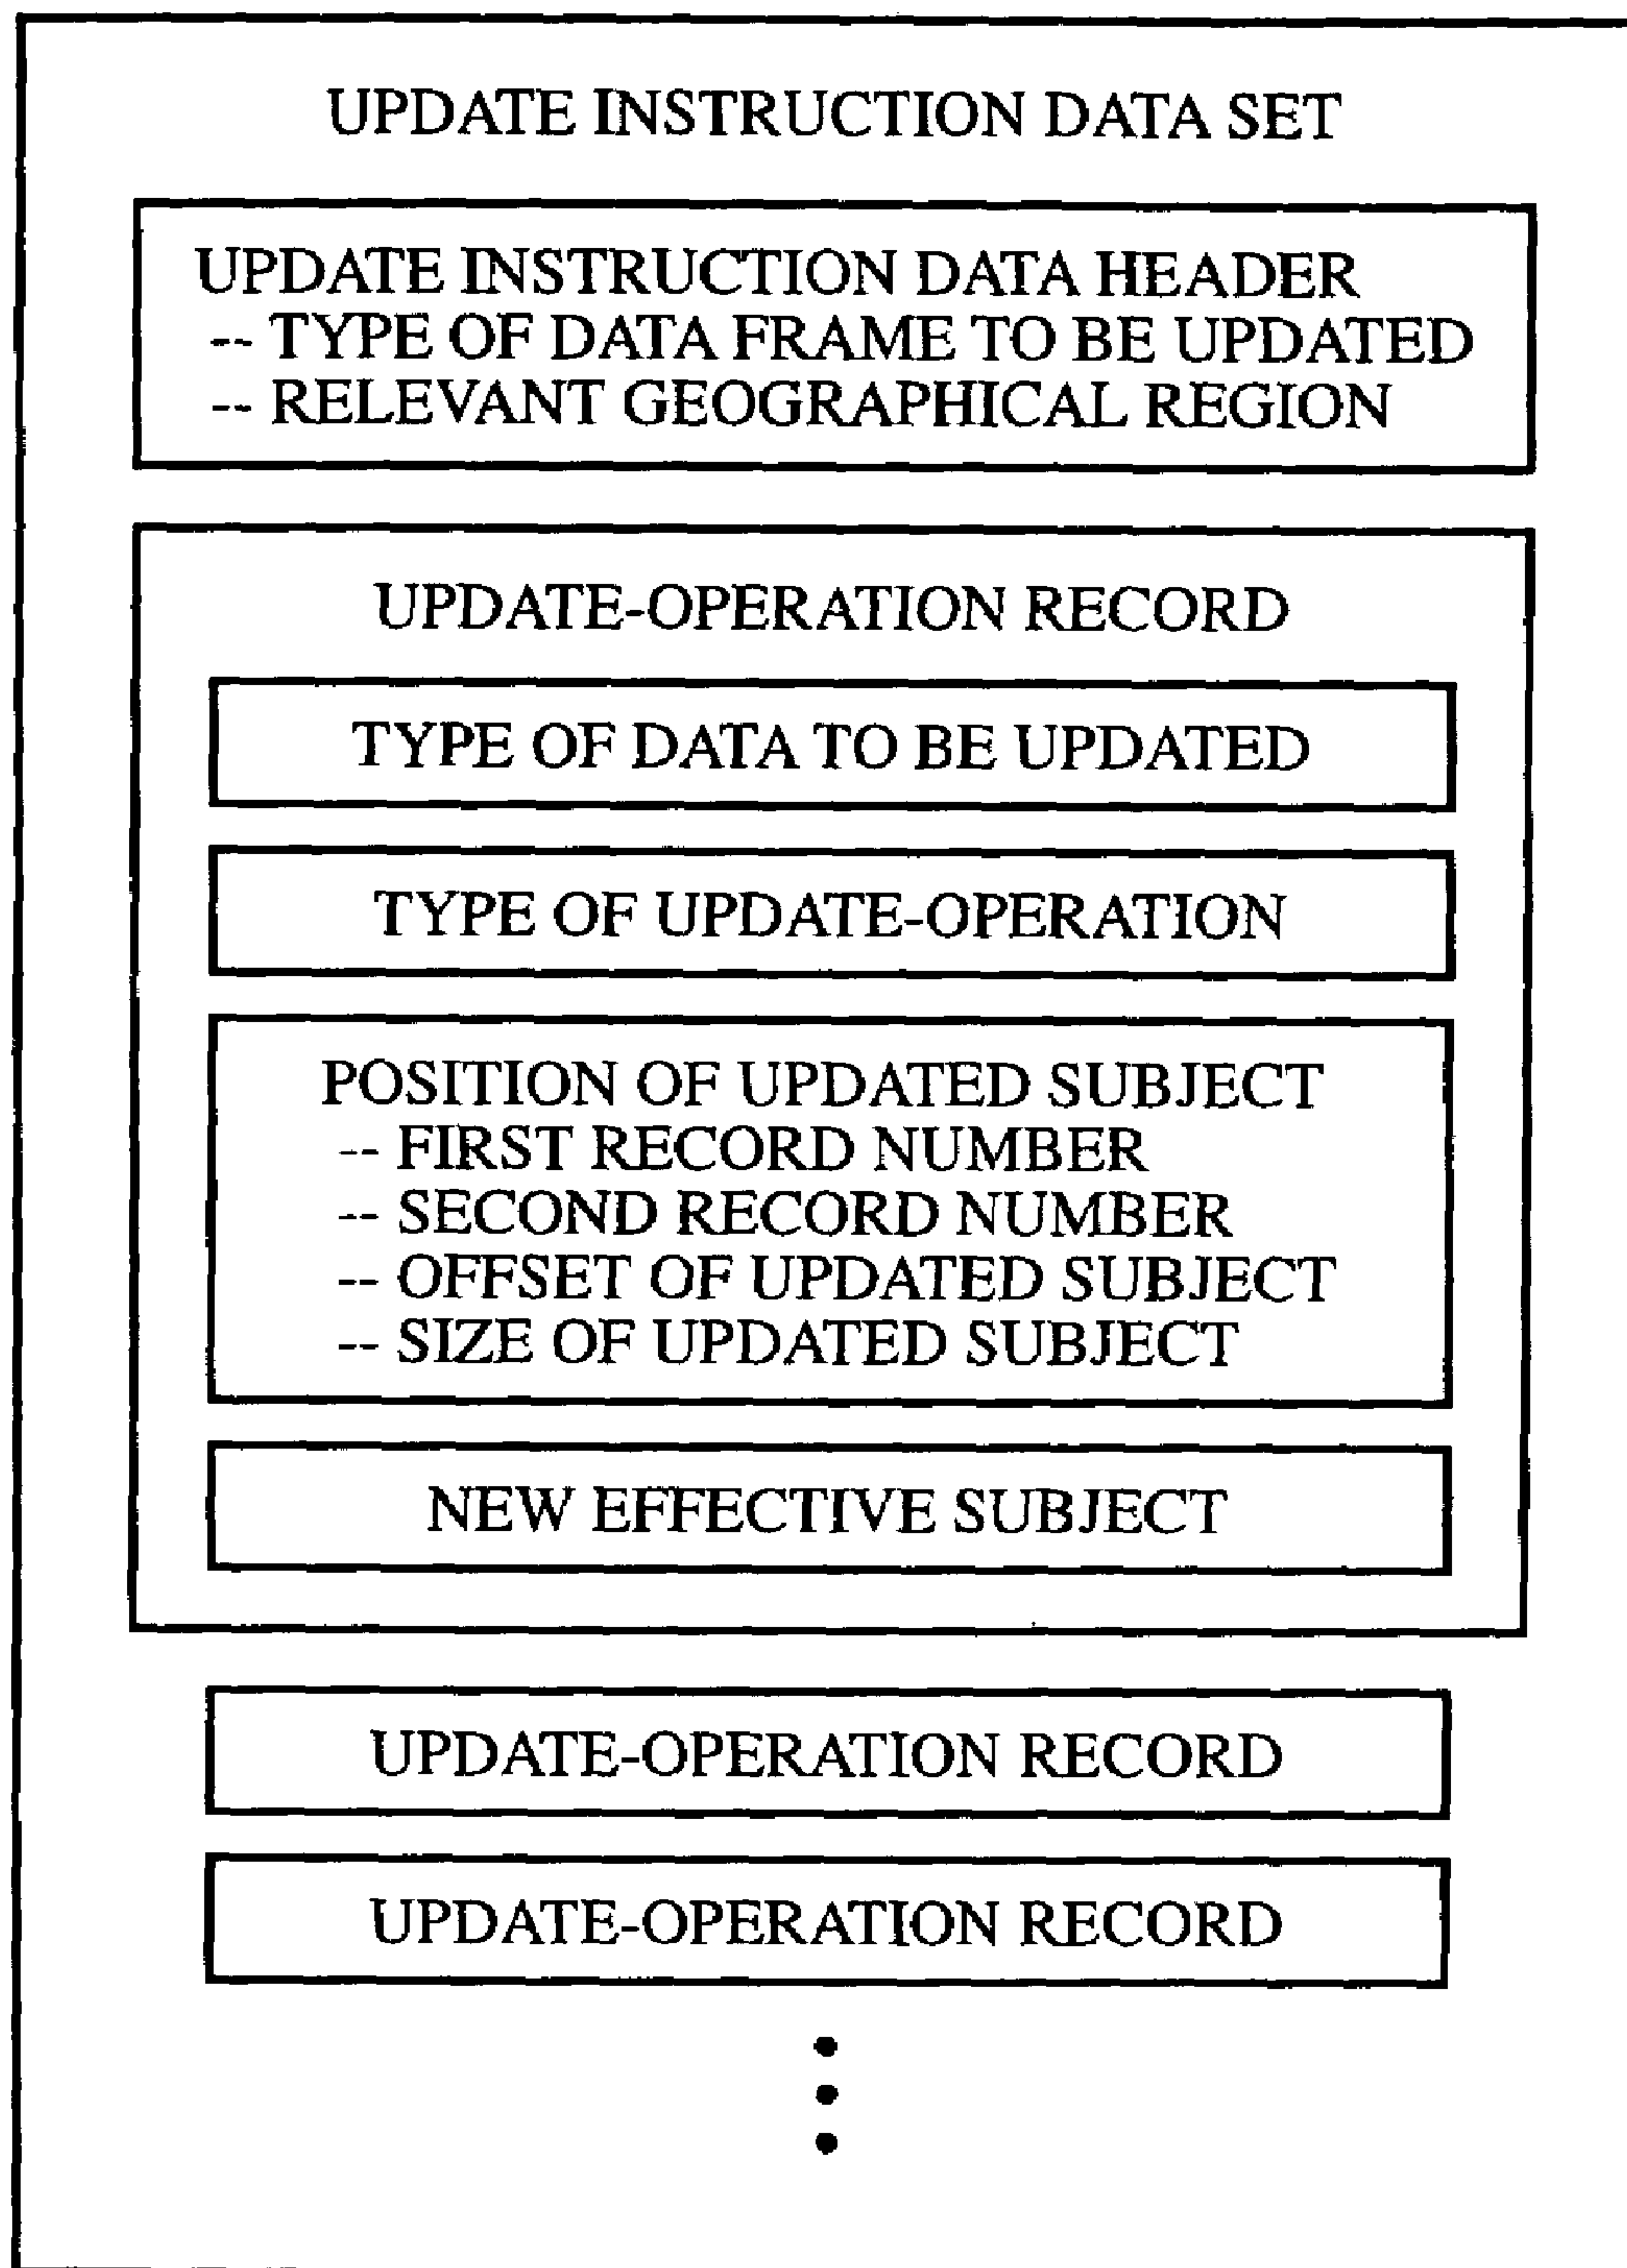 UPDATE INSTRUCTION DATA SET
UPDATE INSTRUCTION DATA HEADER
-- TYPE OF DATA FRAME TO BE UPDATED
-- RELEVANT GEOGRAPHICAL REGION
UPDATE-OPERATION RECORD
TYPE OF DATA TO BE UPDATED
TYPE OF UPDATE-OPERATION
POSITION OF UPDATED SUBJECT
-- FIRST RECORD NUMBER
-- SECOND RECORD NUMBER
-- OFFSET OF UPDATED SUBJECT
-- SIZE OF UPDATED SUBJECT
NEW EFFECTIVE SUBJECT
UPDATE-OPERATION RECORD
UPDATE-OPERATION RECORD